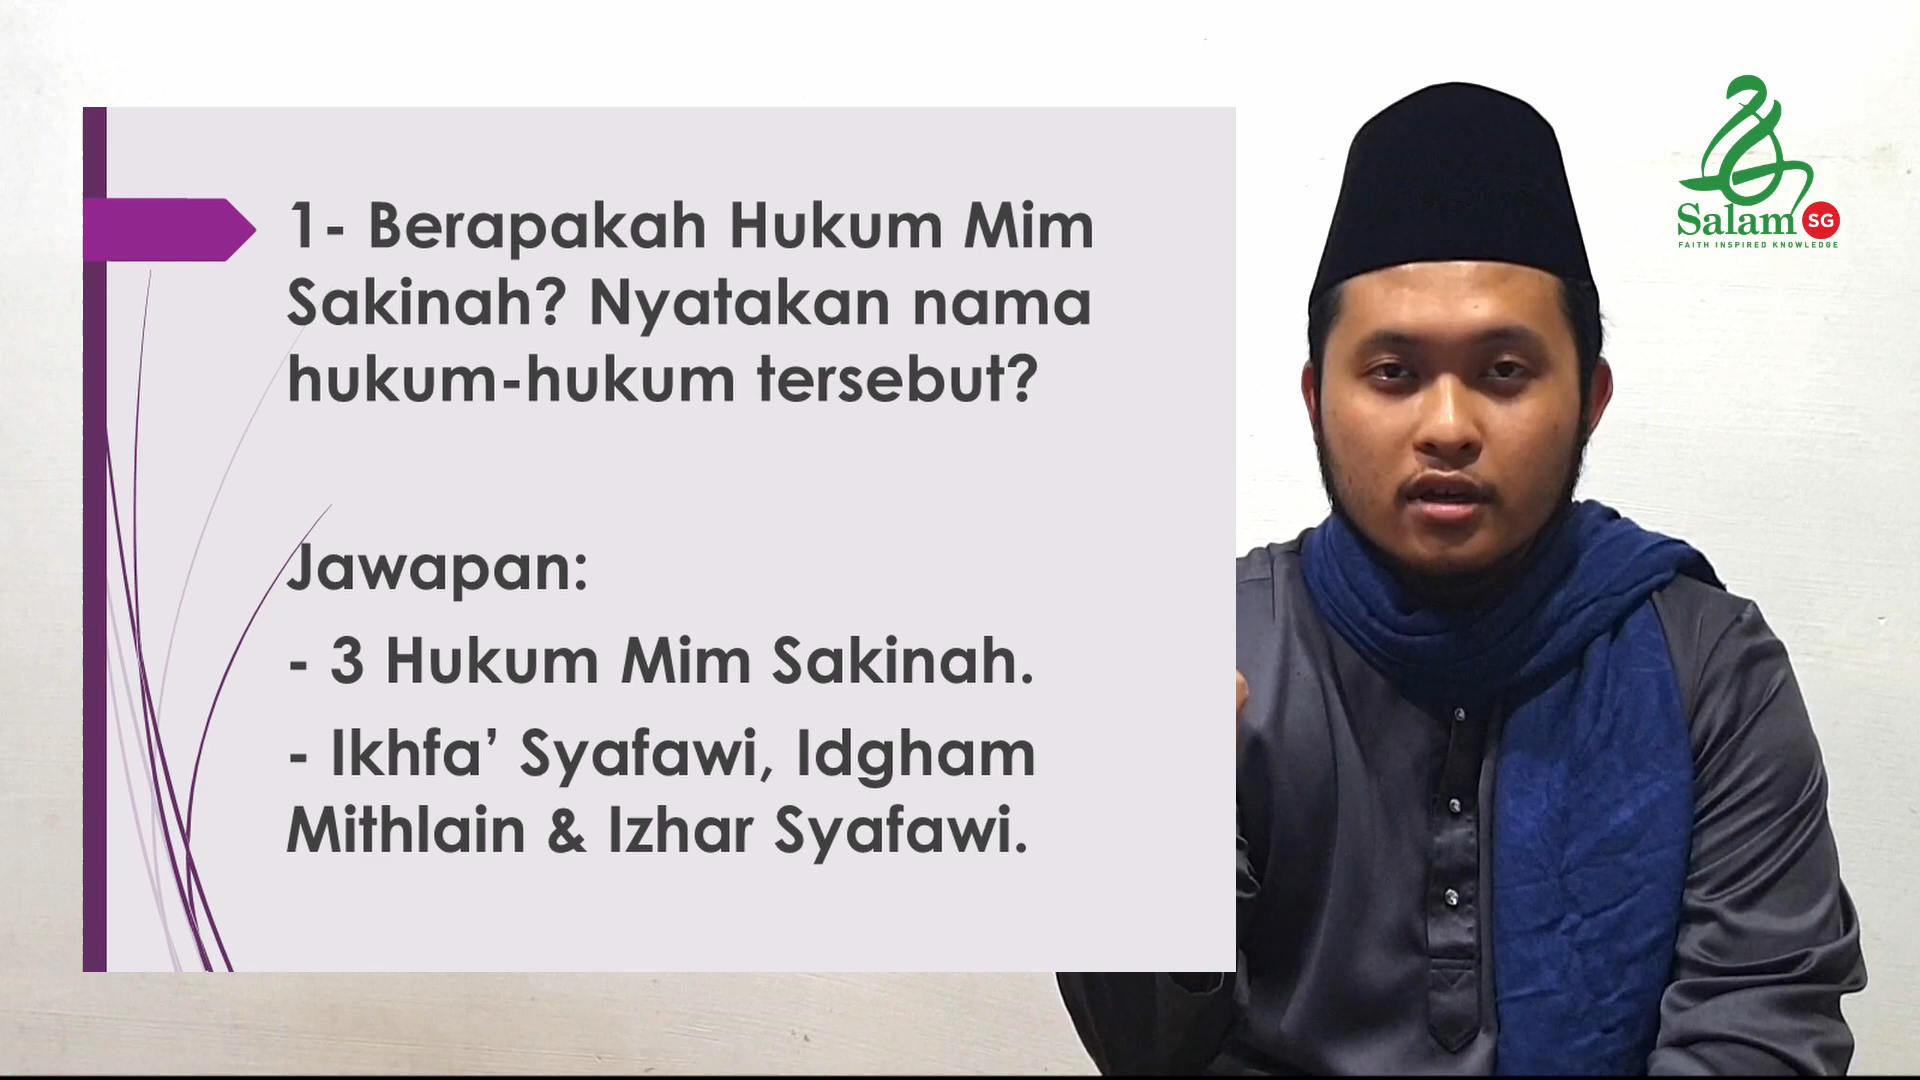 1- Berapakah Hukum Mim
Sakinah? Nyatakan nama
hukum-hukum tersebut?
Jawapan:
- 3 Hukum Mim Sakinah.
- Ikhfa’ Syafawi, Idgham
Mithlain & Izhar Syafawi.
Salam SG
FAITH INSPIRED KNOWLEDGE